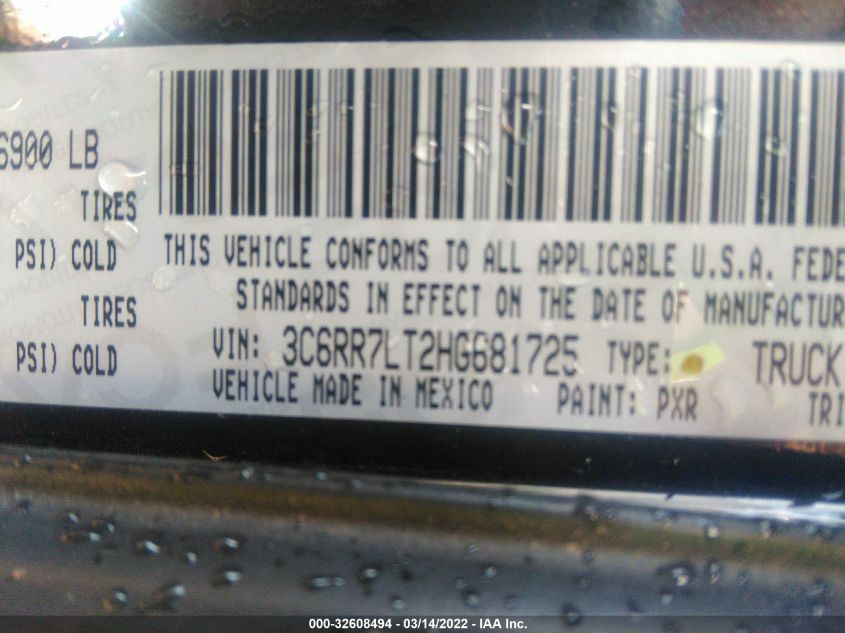 6900 LB
TIRES
PSI) COLD
TIRES
PSI) COLD
THIS VEHICLE CONFORMS TO ALL APPLICABLE U.S.A. FEDE
STANDARDS IN EFFECT ON THE DATE OF MANUFACTUR
VIN: 3C6RR7LT2HG681725 TYPE: TRUCK
VEHICLE MADE IN MEXICO PAINT: PXR TRI
000-32608494 - 03/14/2022 - IAA Inc.